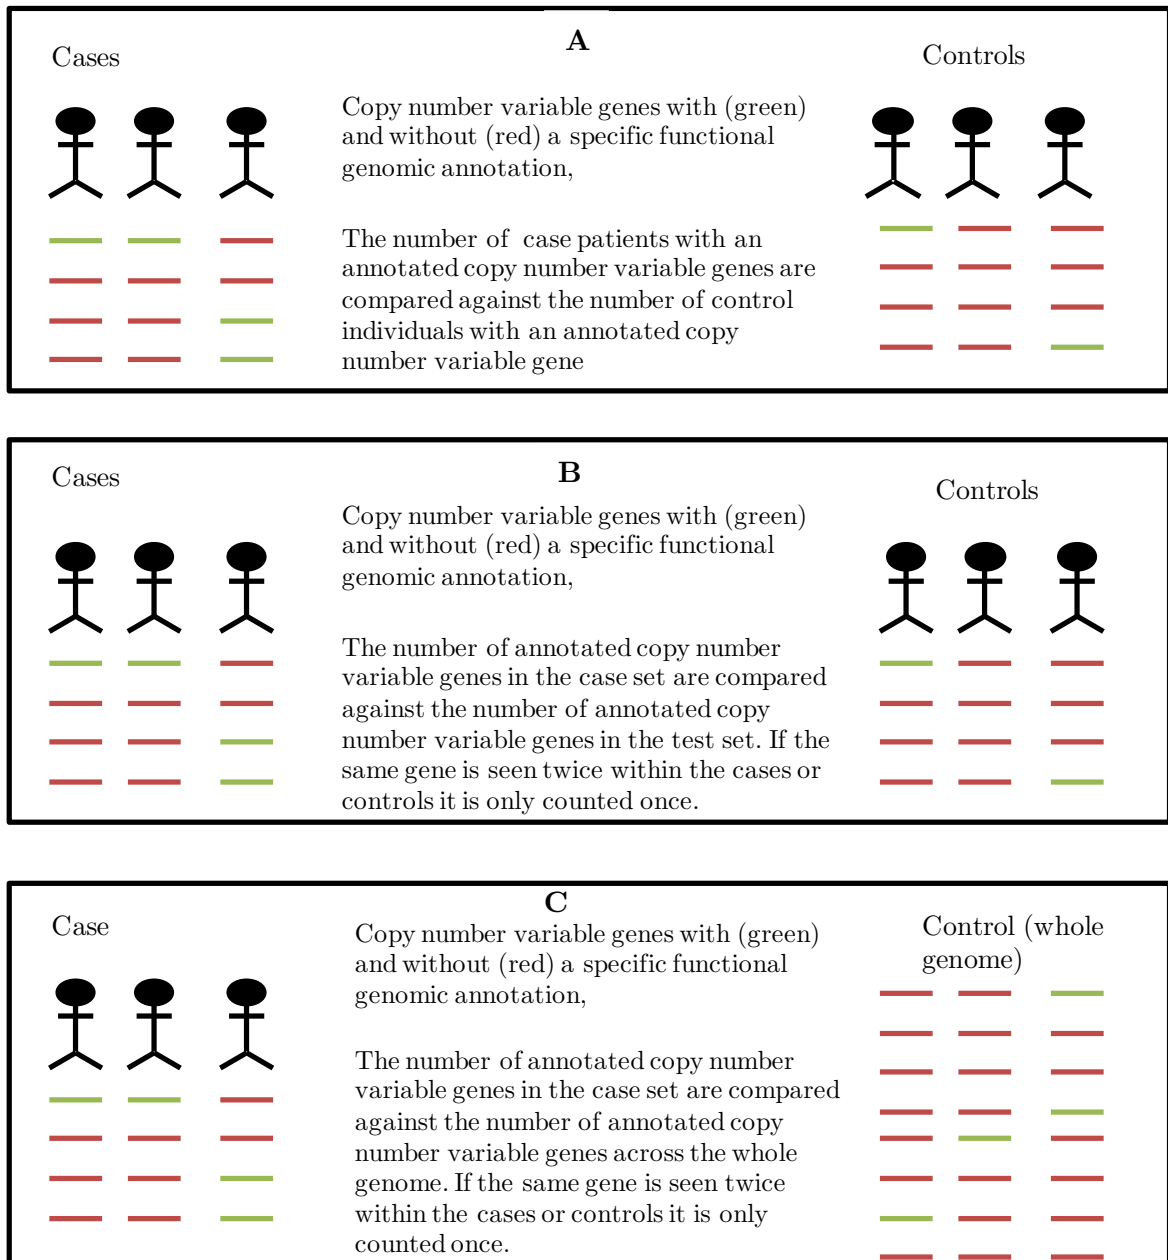 A
Cases
Controls
Copy number variable genes with (green)
and without (red) a specific functional
genomic annotation,
The number of case patients with an
annotated copy number variable genes are
compared against the number of control
individuals with an annotated copy
number variable gene
B
Cases
Controls
Copy number variable genes with (green)
and without (red) a specific functional
genomic annotation,
The number of annotated copy number
variable genes in the case set are compared
against the number of annotated copy
number variable genes in the test set. If the
same gene is seen twice within the cases or
controls it is only counted once.
C
Case
Control (whole
genome)
Copy number variable genes with (green)
and without (red) a specific functional
genomic annotation,
The number of annotated copy number
variable genes in the case set are compared
against the number of annotated copy
number variable genes across the whole
genome. If the same gene is seen twice
within the cases or controls it is only
counted once.